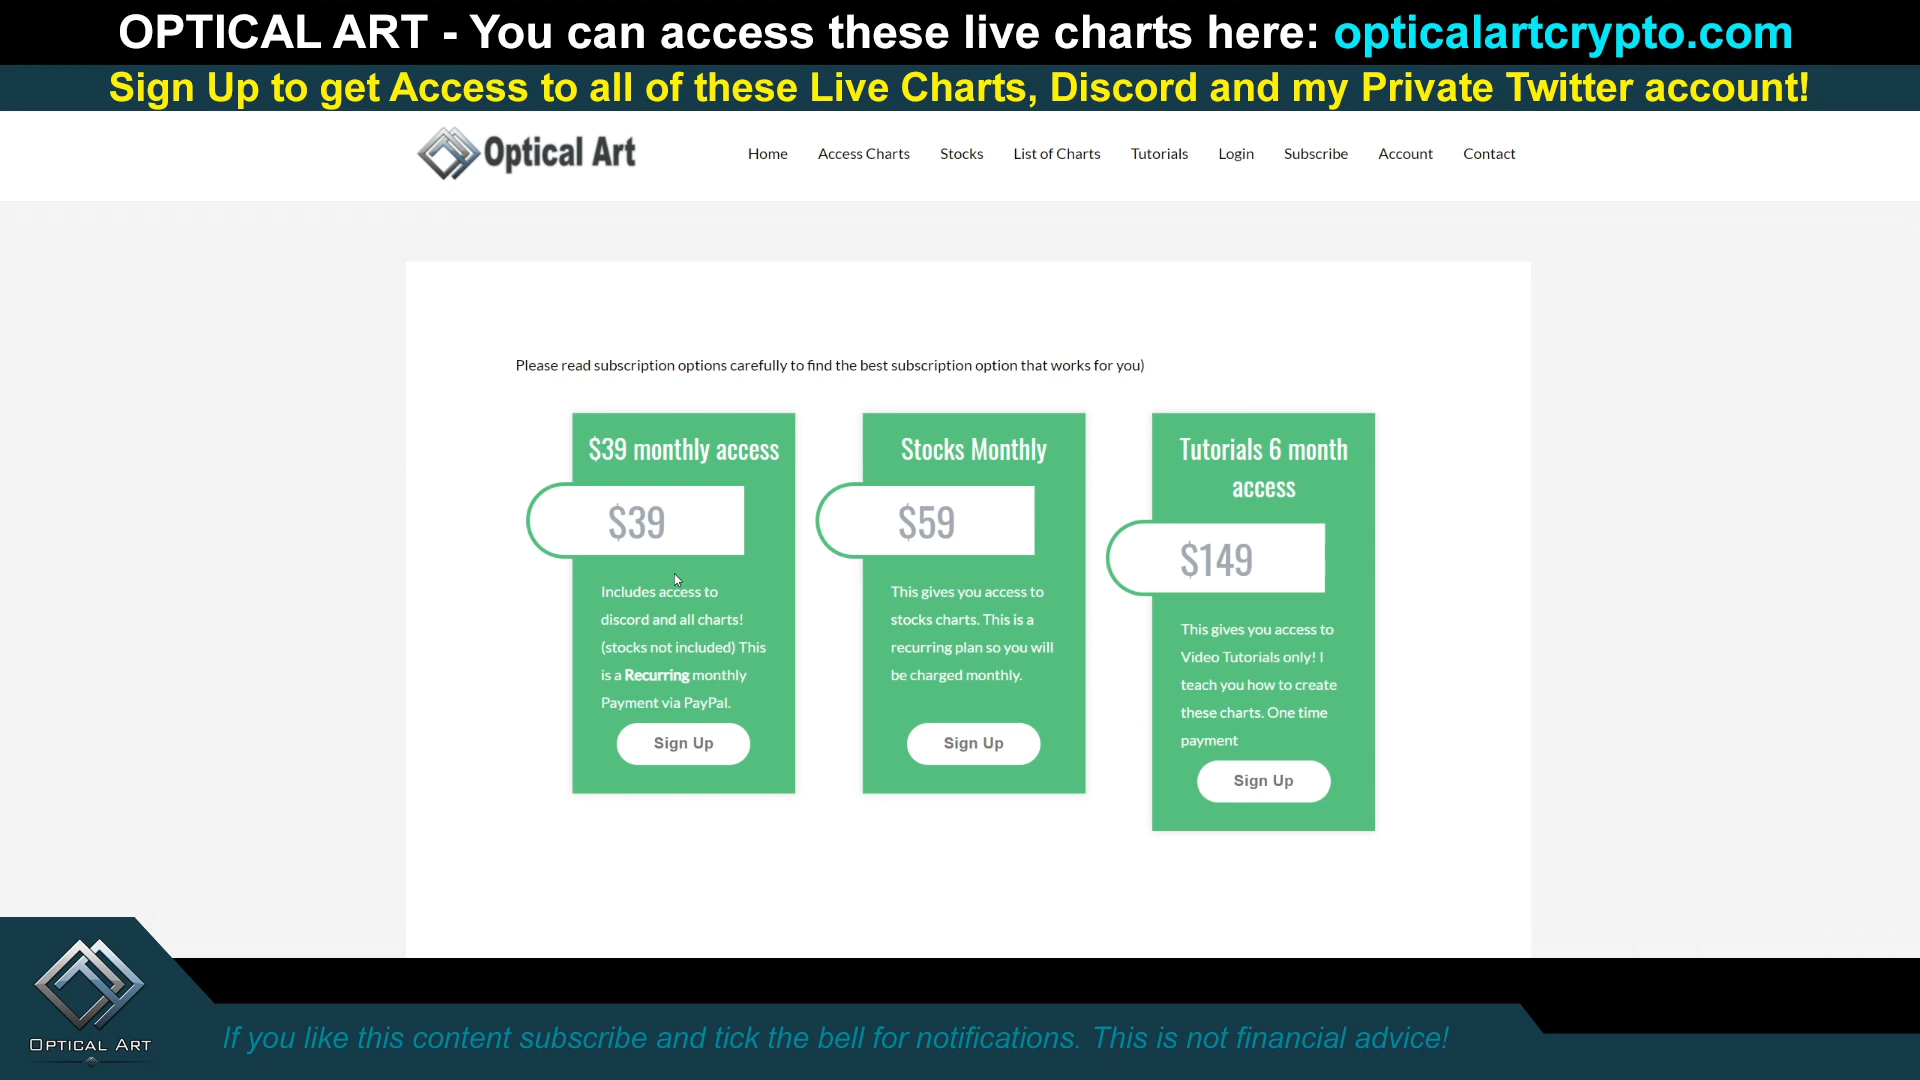 OPTICAL ART - You can access these live charts here: opticalartcrypto.com
Sign Up to get Access to all of these Live Charts, Discord and my Private Twitter account!
Optical Art
Home Access Charts Stocks List of Charts Tutorials Login Subscribe Account Contact
Please read subscription options carefully to find the best subscription option that works for you)
$39 monthly access
$39
Includes access to
discord and all charts!
(stocks not included) This
is a Recurring monthly
Payment via PayPal.
Sign Up
Stocks Monthly
$59
This gives you access to
stocks charts. This is a
recurring plan so you will
be charged monthly.
Sign Up
Tutorials 6 month
access
$149
This gives you access to
Video Tutorials only! I
teach you how to create
these charts. One time
payment
Sign Up
OPTICAL ART
If you like this content subscribe and tick the bell for notifications. This is not financial advice!